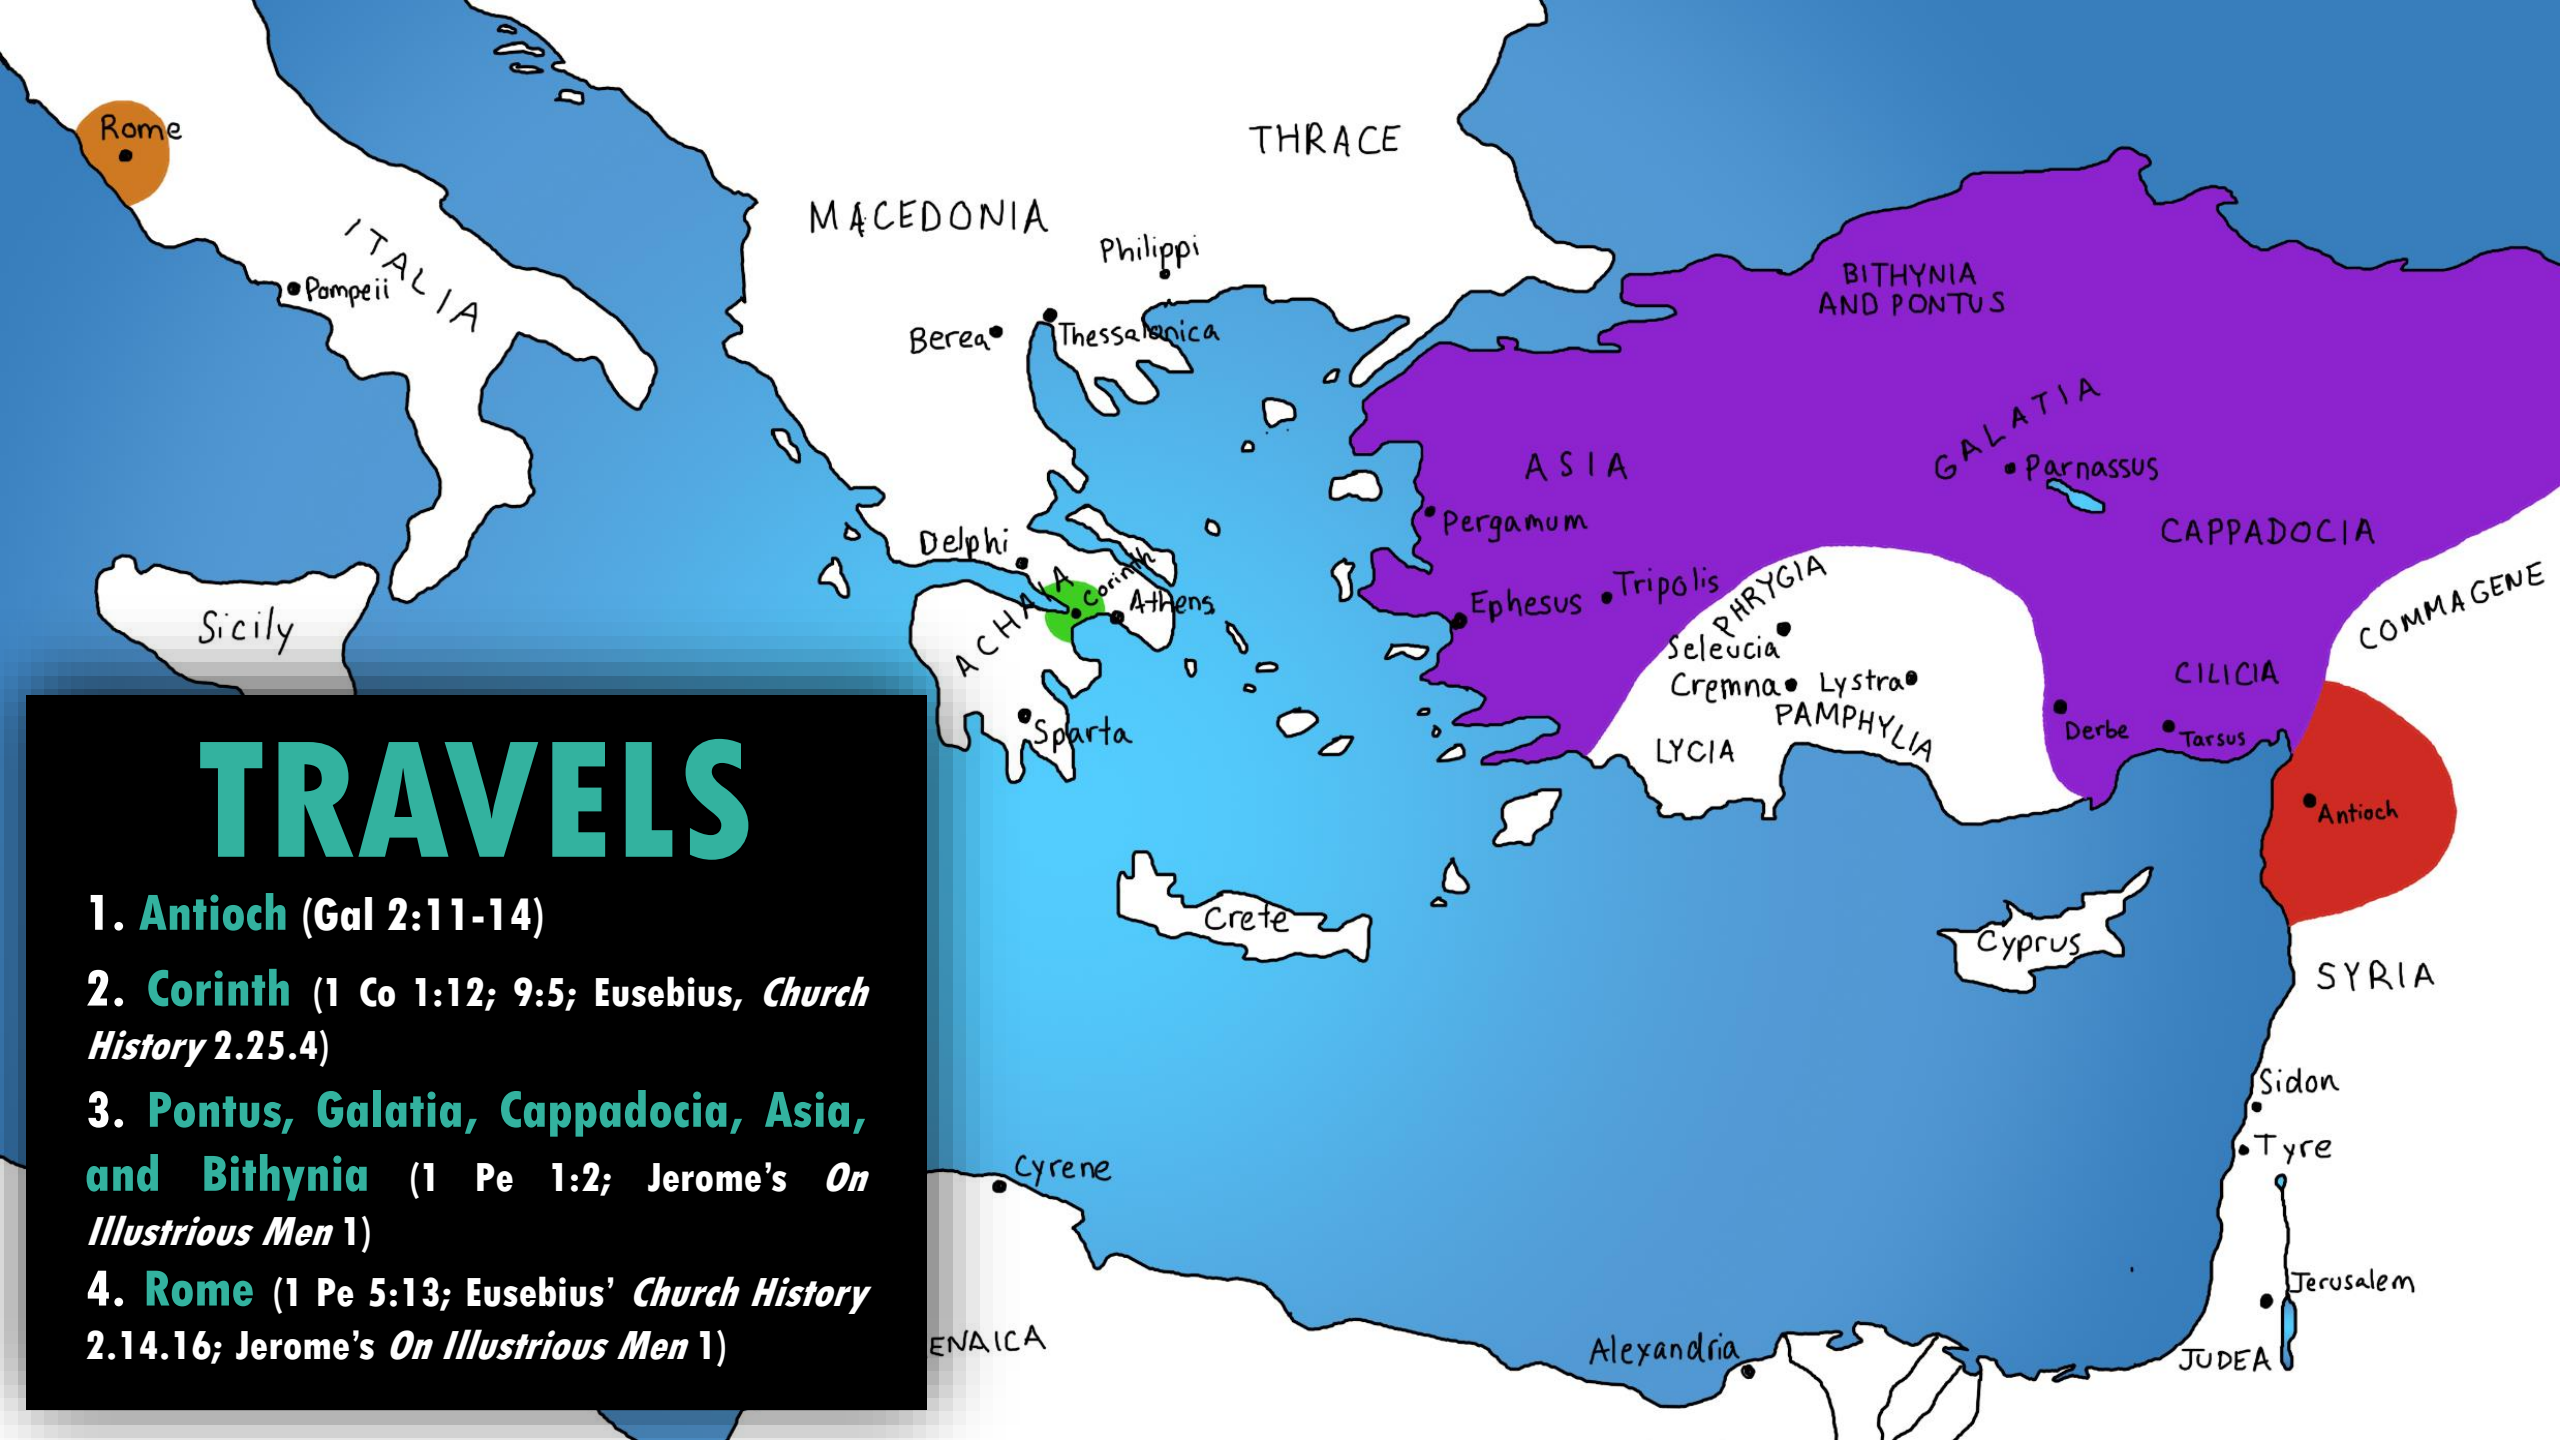 Rome
THRACE
MACEDONIA
Philippi
ITALIA
Pompeii
Berea
Thessalonica
BITHYNIA
AND PONTUS
GALATIA
Parnassus
ASIA
Pergamum
CAPPADOCIA
Delphi
Corinth
ACHAIA
Athens
Ephesus
Tripolis
PHRYGIA
COMMAGENE
Sicily
Seleucia
Cremna
Lystra
PAMPHYLIA
LYCIA
CILICIA
Derbe
Tarsus
Sparta
Antioch
Crete
Cyprus
SYRIA
Sidon
Tyre
Cyrene
Jerusalem
ENAICA
Alexandria
JUDEA
TRAVELS
1. Antioch (Gal 2:11-14)
2. Corinth (1 Co 1:12; 9:5; Eusebius, Church
History 2.25.4)
3. Pontus, Galatia, Cappadocia, Asia,
and Bithynia (1 Pe 1:2; Jerome’s On
Illustrious Men 1)
4. Rome (1 Pe 5:13; Eusebius’ Church History
2.14.16; Jerome’s On Illustrious Men 1)